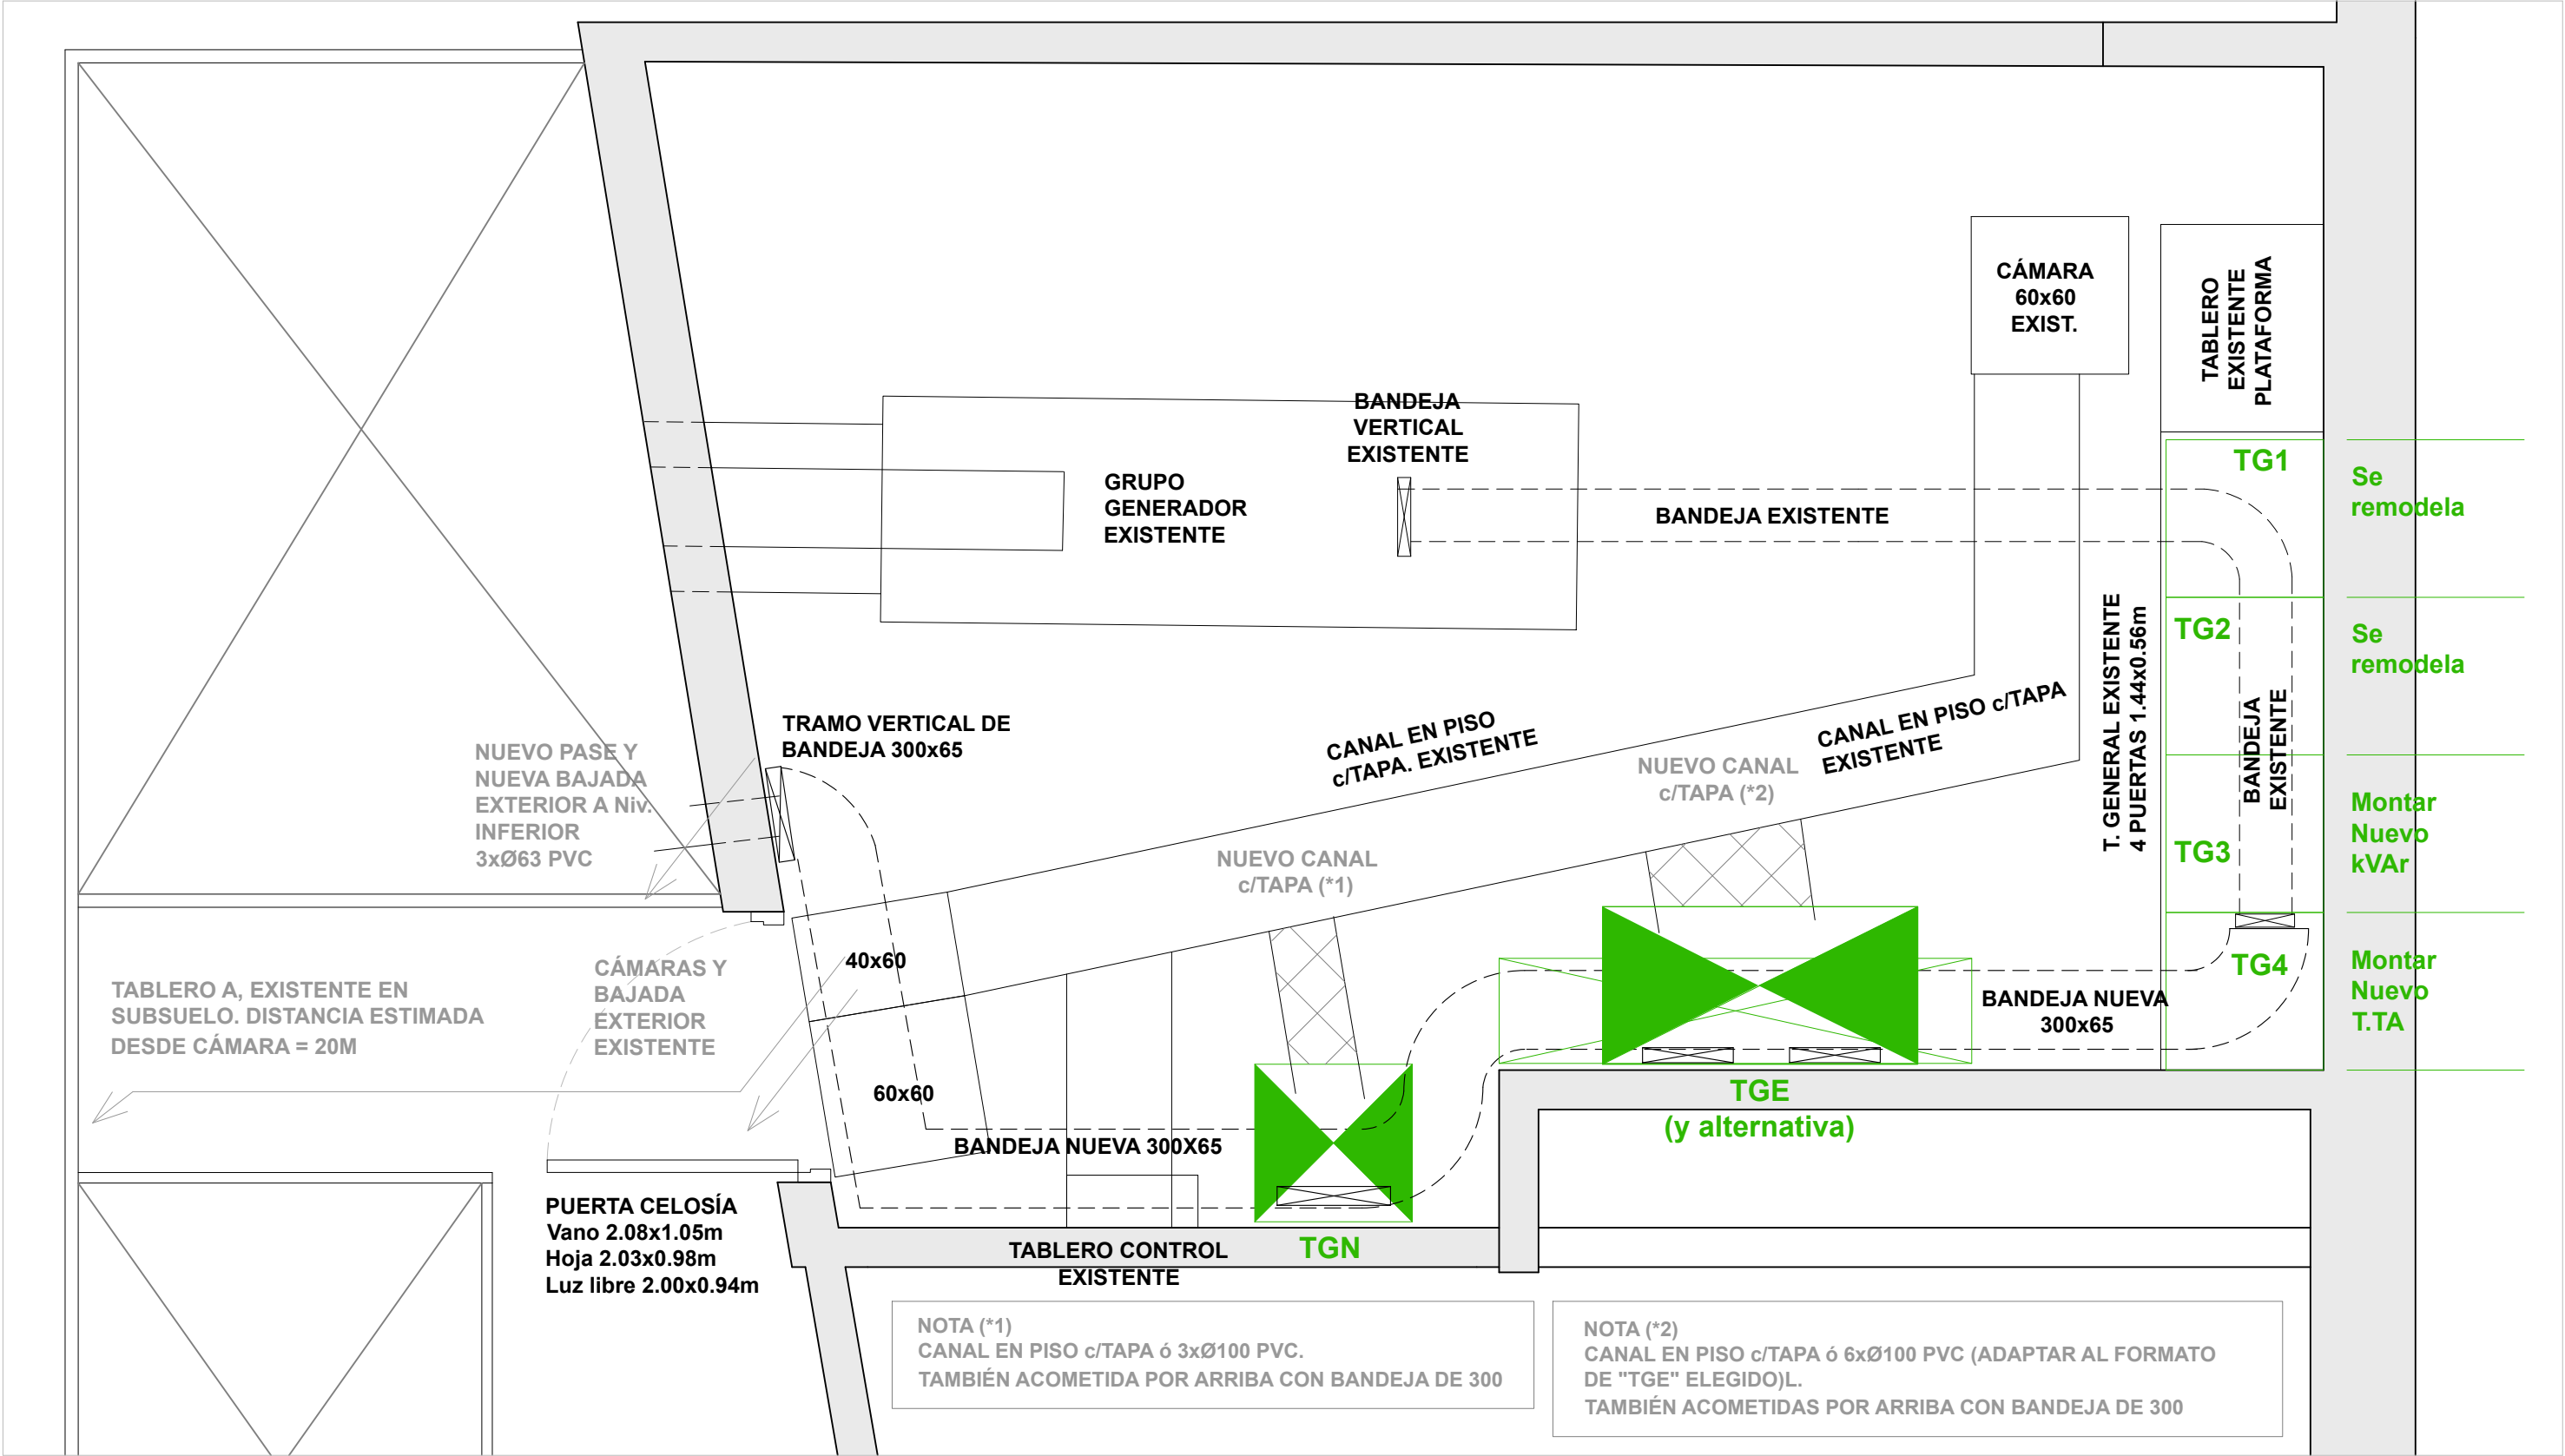 CÁMARA
60x60
EXIST.
TABLERO
EXISTENTE
PLATAFORMA
BANDEJA
VERTICAL
EXISTENTE
GRUPO
GENERADOR
EXISTENTE
BANDEJA EXISTENTE
TG1
Se
remodela
TG2
Se
remodela
T. GENERAL EXISTENTE
4 PUERTAS 1.44x0.56m
BANDEJA
EXISTENTE
TRAMO VERTICAL DE
BANDEJA 300x65
NUEVO PASE Y
NUEVA BAJADA
EXTERIOR A Niv.
INFERIOR
3xØ63 PVC
CANAL EN PISO
c/TAPA. EXISTENTE
CANAL EN PISO c/TAPA
EXISTENTE
NUEVO CANAL
c/TAPA (*2)
NUEVO CANAL
c/TAPA (*1)
TG3
Montar
Nuevo
kVAr
TG4
Montar
Nuevo
T.TA
40x60
60x60
CÁMARAS Y
BAJADA
EXTERIOR
EXISTENTE
TABLERO A, EXISTENTE EN
SUBSUELO. DISTANCIA ESTIMADA
DESDE CÁMARA = 20M
BANDEJA NUEVA
300x65
TGE
(y alternativa)
BANDEJA NUEVA 300X65
PUERTA CELOSÍA
Vano 2.08x1.05m
Hoja 2.03x0.98m
Luz libre 2.00x0.94m
TABLERO CONTROL
EXISTENTE
TGN
NOTA (*1)
CANAL EN PISO c/TAPA ó 3xØ100 PVC.
TAMBIÉN ACOMETIDA POR ARRIBA CON BANDEJA DE 300
NOTA (*2)
CANAL EN PISO c/TAPA ó 6xØ100 PVC (ADAPTAR AL FORMATO
DE "TGE" ELEGIDO)L.
TAMBIÉN ACOMETIDAS POR ARRIBA CON BANDEJA DE 300